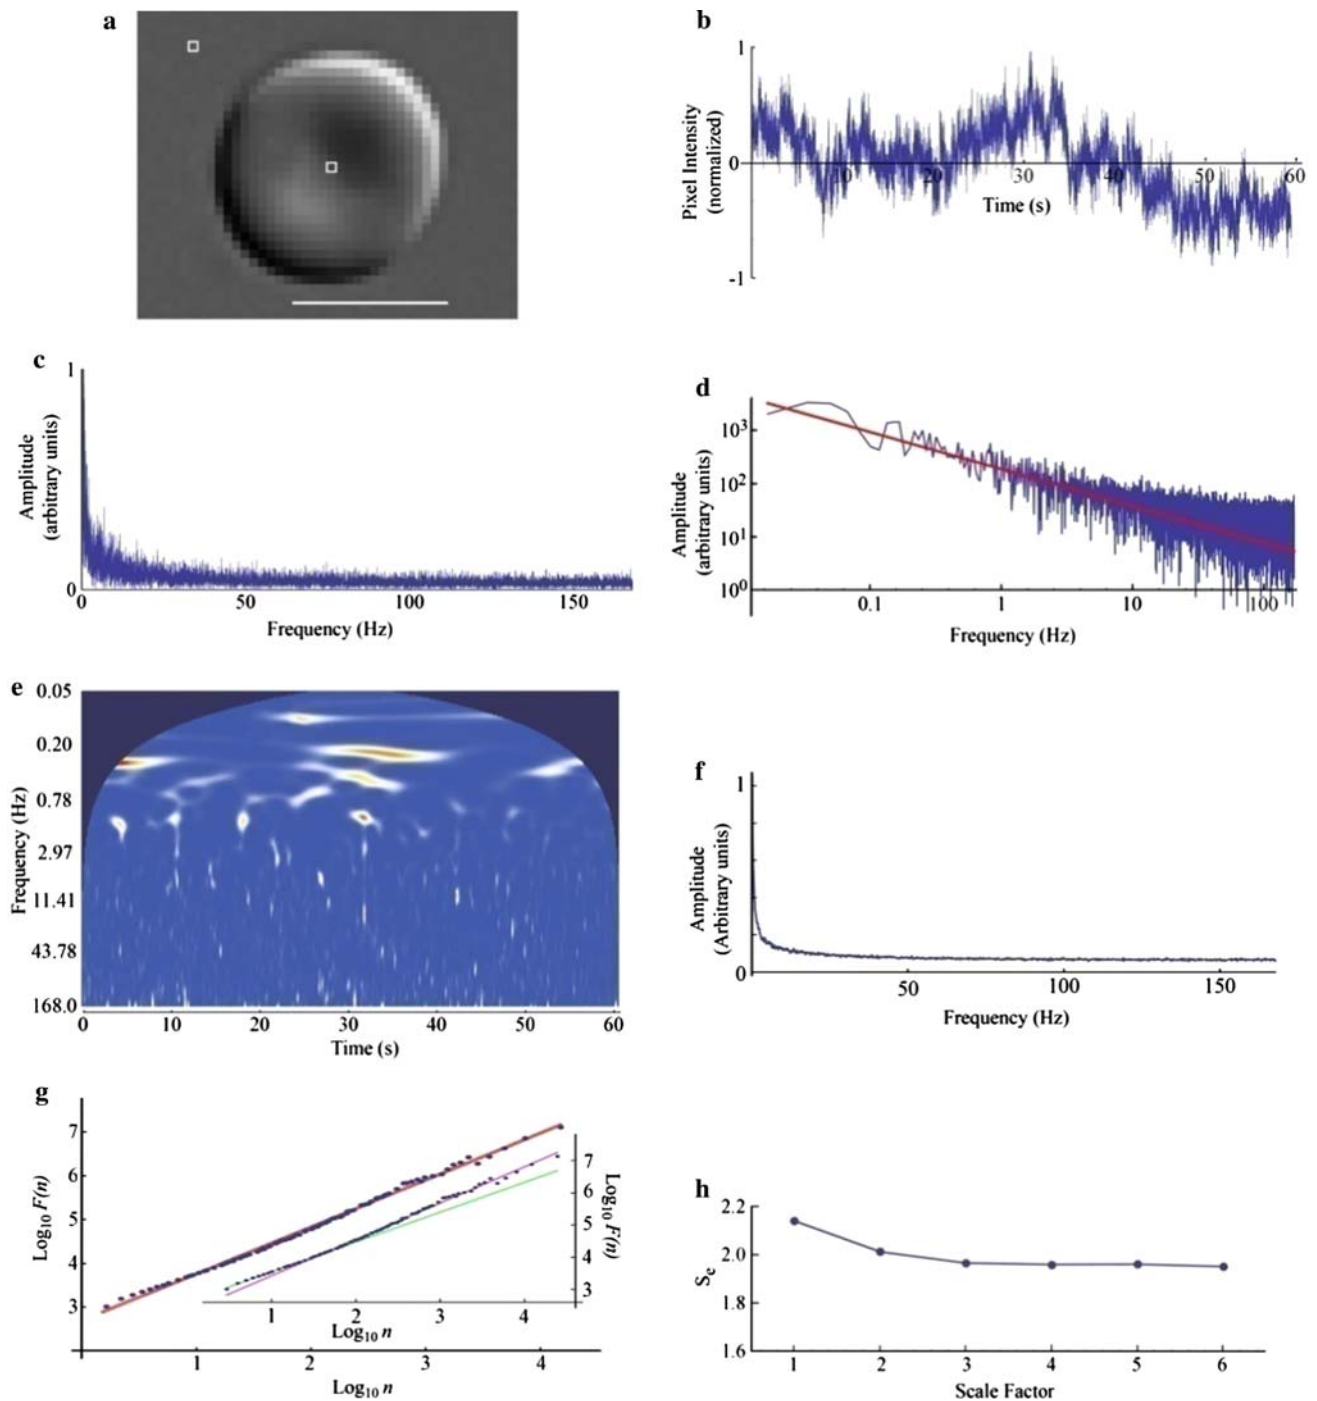 a
b
1
0
-1
Pixel Intensity
(normalized)
10 20 30 40 50 60
Time (s)
c
1
0
Amplitude
(arbitrary units)
0 50 100 150
Frequency (Hz)
d
10³
10²
10¹
10⁰
Amplitude
(arbitrary units)
0.1 1 10 100
Frequency (Hz)
e
0.05
0.20
0.78
2.97
11.41
43.78
168.0
Frequency (Hz)
0 10 20 30 40 50 60
Time (s)
f
1
0
Amplitude
(Arbitrary units)
50 100 150
Frequency (Hz)
g
7
6
5
4
3
Log₁₀ F(n)
1 2 3 4
Log₁₀ n
7
6
5
4
3
Log₁₀ F(n)
1 2 3 4
Log₁₀ n
h
2.2
2.0
1.8
1.6
Sₑ
1 2 3 4 5 6
Scale Factor